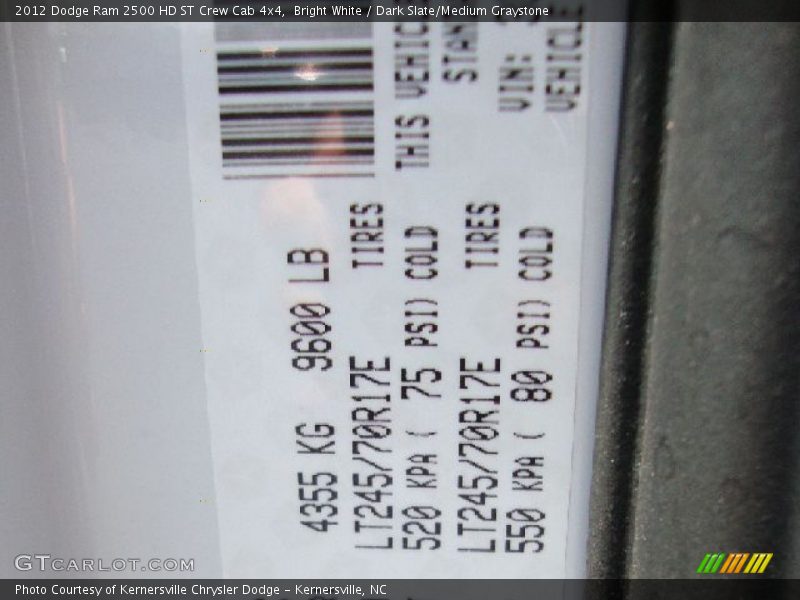 2012 Dodge Ram 2500 HD ST Crew Cab 4x4, Bright White / Dark Slate/Medium Graystone
4355 KG 9600 LB
LT245/70R17E TIRES
520 KPA ( 75 PSI) COLD
LT245/70R17E TIRES
550 KPA ( 80 PSI) COLD
THIS VEHIC
STAN
VIN:
VEHICLE
GTCARLOT.COM
Photo Courtesy of Kernersville Chrysler Dodge – Kernersville, NC